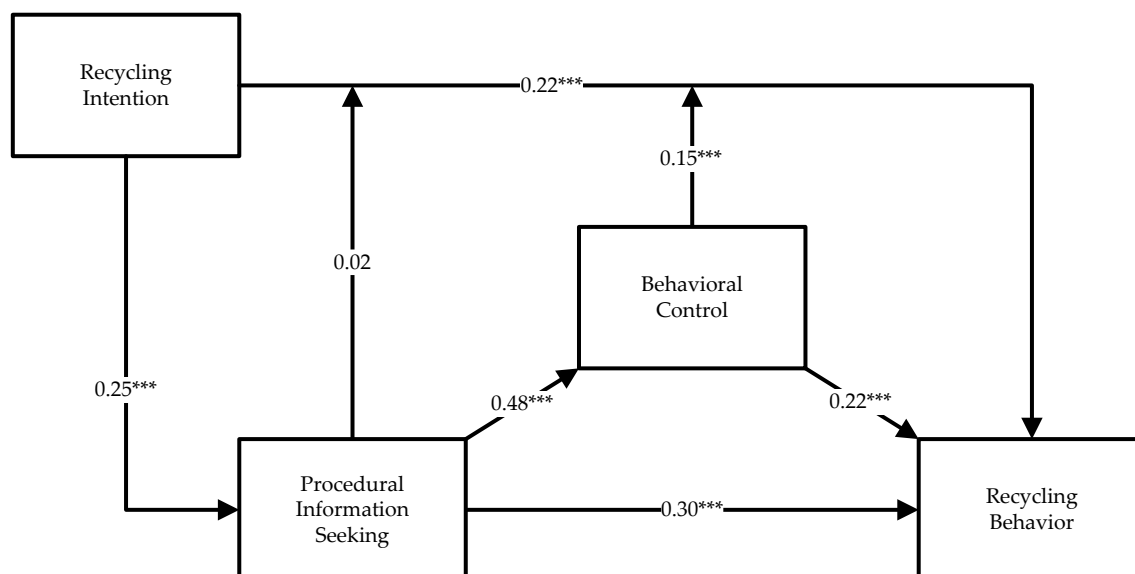 Recycling
Intention
0.22***
0.15***
0.02
Behavioral
Control
0.25***
0.48***
0.22***
Procedural
Information
Seeking
0.30***
Recycling
Behavior